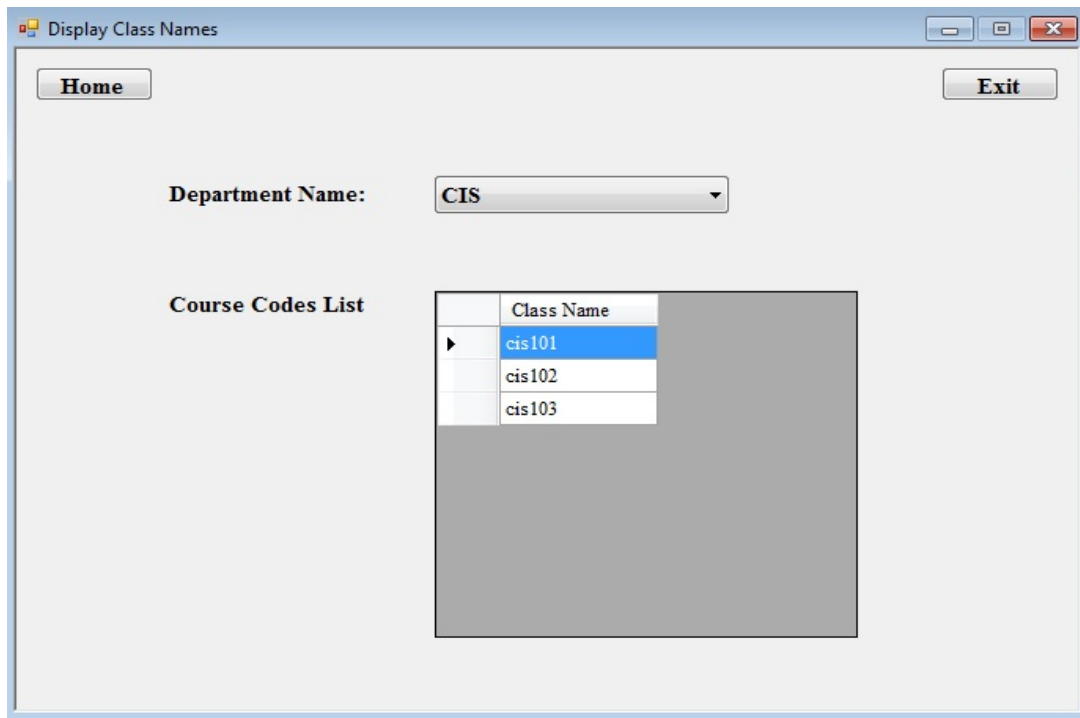 Display Class Names
Home
Exit
Department Name:
CIS
Course Codes List
Class Name
cis101
cis102
cis103